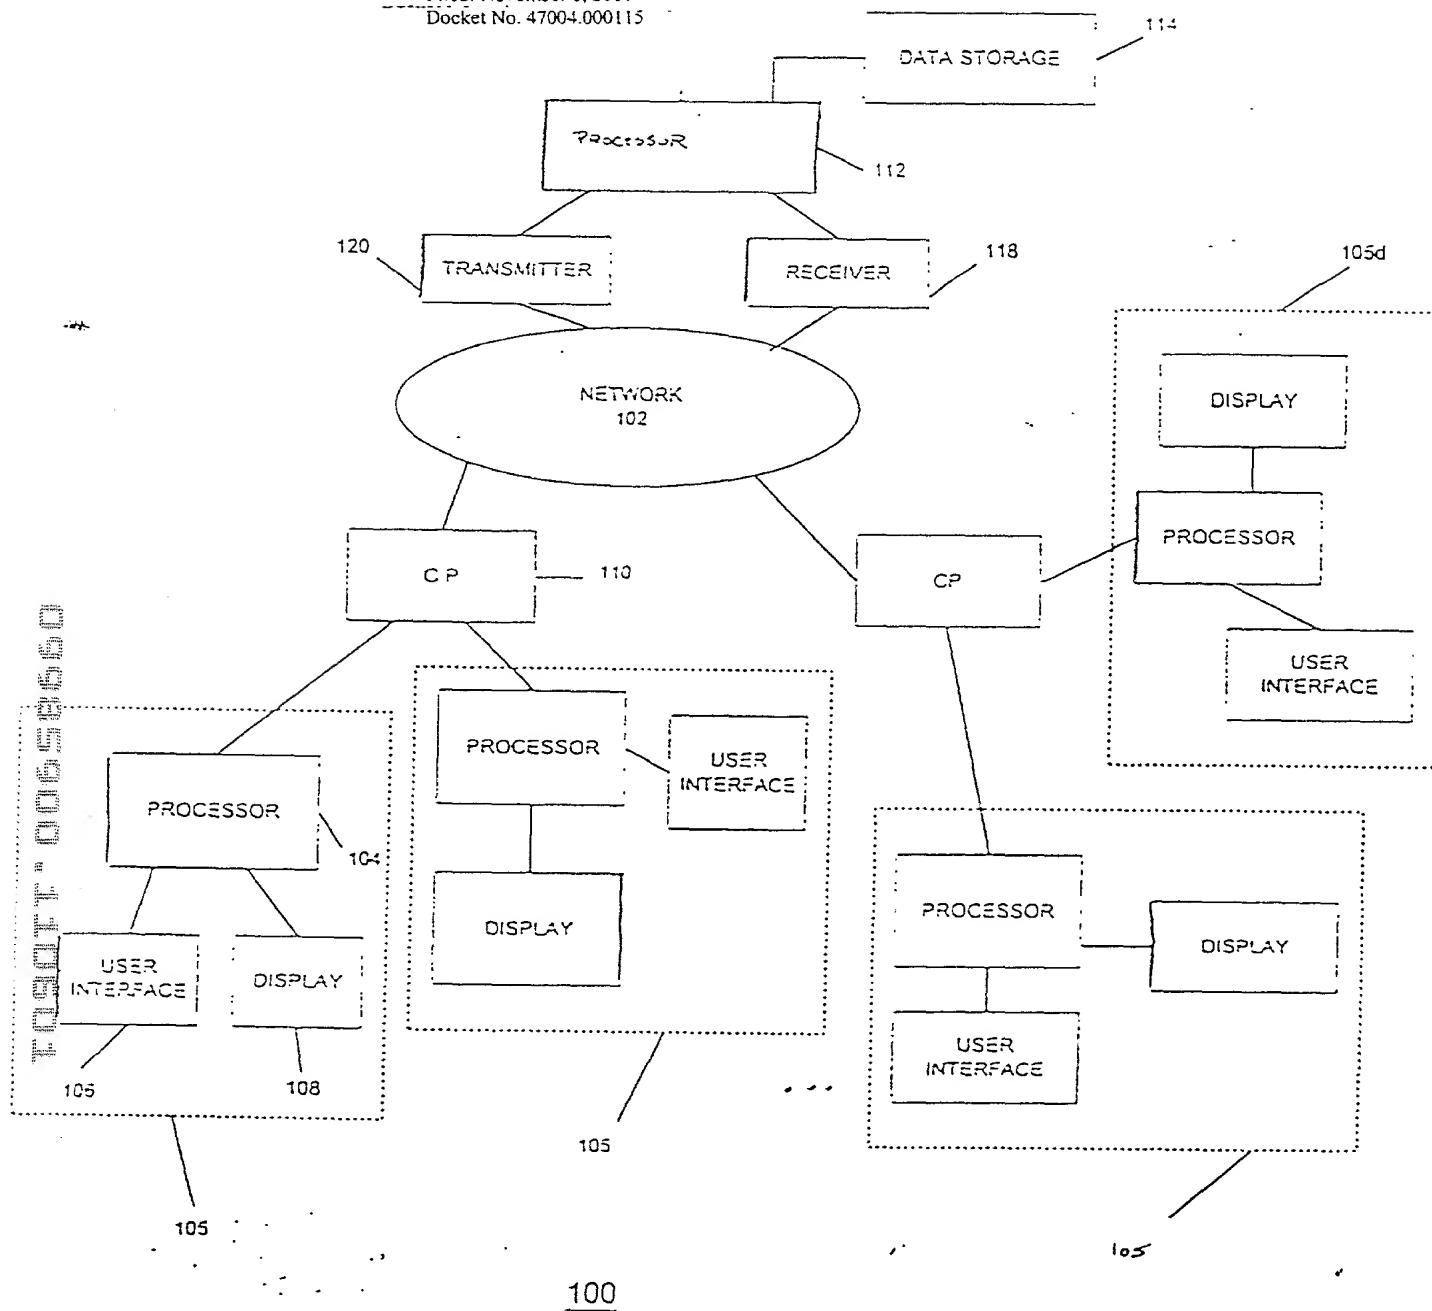 Docket No. 47004.000115
114
DATA STORAGE
PROCESSOR
112
120
TRANSMITTER
RECEIVER
118
105d
NETWORK
102
DISPLAY
PROCESSOR
USER
INTERFACE
CIP
110
CP
PROCESSOR
USER
INTERFACE
DISPLAY
PROCESSOR
104
USER
INTERFACE
DISPLAY
106
108
PROCESSOR
DISPLAY
USER
INTERFACE
105
105
105
100